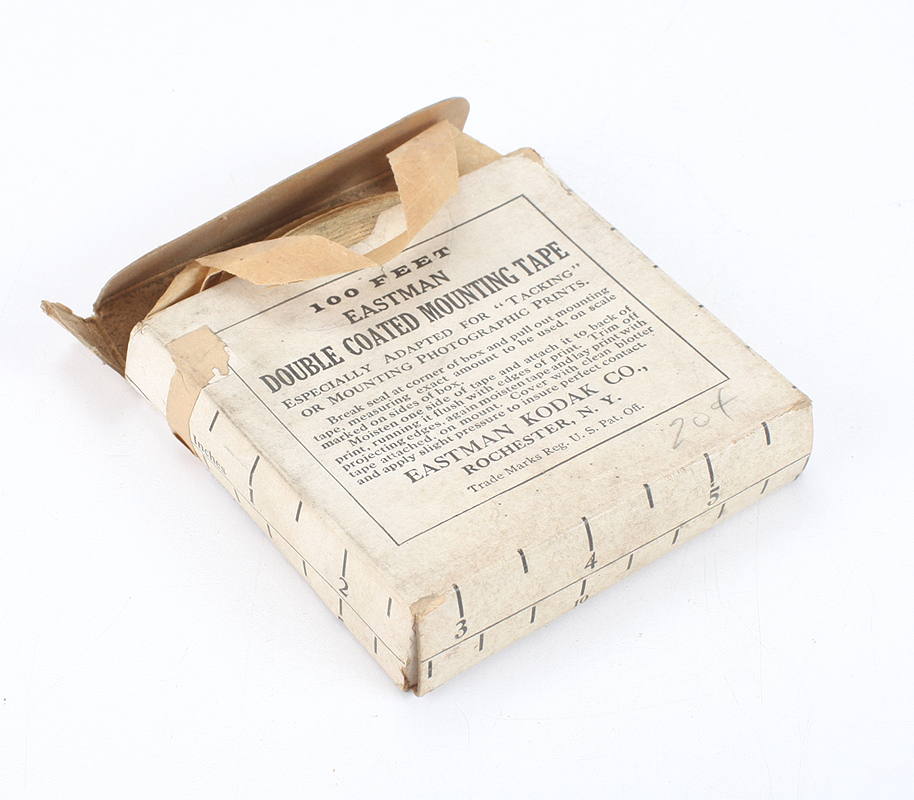 100 FEET
EASTMAN
DOUBLE COATED MOUNTING TAPE
ESPECIALLY ADAPTED FOR "TACKING"
OR MOUNTING PHOTOGRAPHIC PRINTS.
Break seal at corner of box and pull out mounting
tape, measuring exact amount to be used, on scale
marked on sides of box.
Moisten one side of tape and attach it to back of
print running it flush with edges of print. Trim off
projecting edges, again moisten tape and lay print with
tape attached, on mount. Cover with clean blotter
and apply slight pressure to insure perfect contact.
EASTMAN KODAK CO.,
ROCHESTER, N. Y.
Trade Marks Reg. U. S. Pat. Off.
Inches
1
2
3
4
5
10